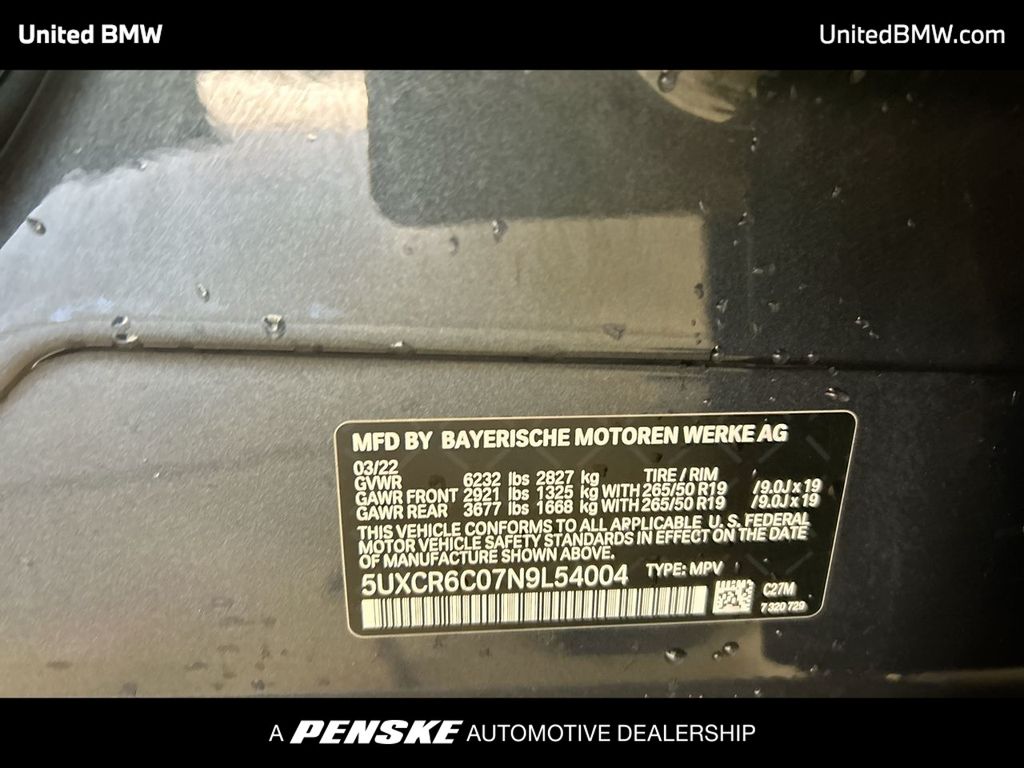 United BMW
UnitedBMW.com
MFD BY BAYERISCHE MOTOREN WERKE AG
03/22
GVWR 6232 lbs 2827 kg TIRE / RIM
GAWR FRONT 2921 lbs 1325 kg WITH 265/50 R19 /9.0J x 19
GAWR REAR 3677 lbs 1668 kg WITH 265/50 R19 /9.0J x 19
THIS VEHICLE CONFORMS TO ALL APPLICABLE U. S. FEDERAL
MOTOR VEHICLE SAFETY STANDARDS IN EFFECT ON THE DATE
OF MANUFACTURE SHOWN ABOVE.
5UXCR6C07N9L54004 TYPE: MPV
C27M
7 320 729
A PENSKE AUTOMOTIVE DEALERSHIP